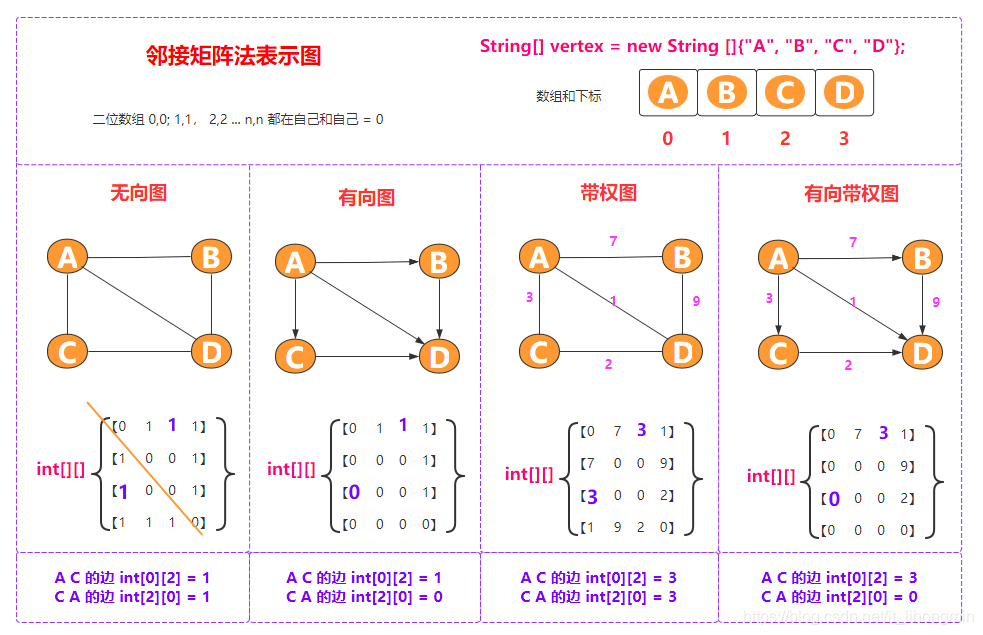 邻接矩阵法表示图
String[] vertex = new String []{"A", "B", "C", "D"};
二位数组 0,0; 1,1， 2,2 ... n,n 都在自己和自己 = 0
数组和下标
A B C D
0 1 2 3
无向图
A B
C D
int[][]
【0 1 1 1】
【1 0 0 1】
【1 0 0 1】
【1 1 1 0】
A C 的边 int[0][2] = 1
C A 的边 int[2][0] = 1
有向图
A B
C D
int[][]
【0 1 1 1】
【0 0 0 1】
【0 0 0 1】
【0 0 0 0】
A C 的边 int[0][2] = 1
C A 的边 int[2][0] = 0
带权图
7
A B
3 1 9
C D
2
int[][]
【0 7 3 1】
【7 0 0 9】
【3 0 0 2】
【1 9 2 0】
A C 的边 int[0][2] = 3
C A 的边 int[2][0] = 3
有向带权图
7
A B
3 1 9
C D
2
int[][]
【0 7 3 1】
【0 0 0 9】
【0 0 0 2】
【0 0 0 0】
A C 的边 int[0][2] = 3
C A 的边 int[2][0] = 0